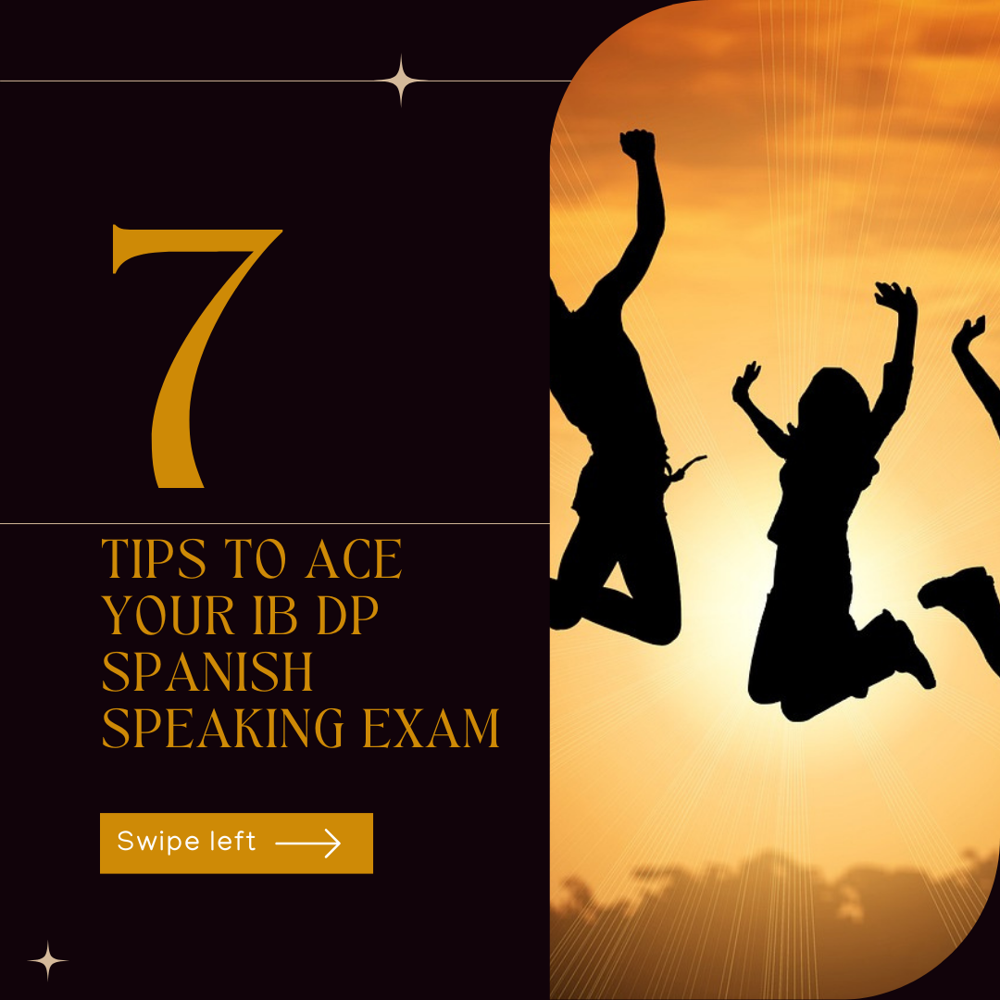 7
TIPS TO ACE
YOUR IB DP
SPANISH
SPEAKING EXAM
Swipe left